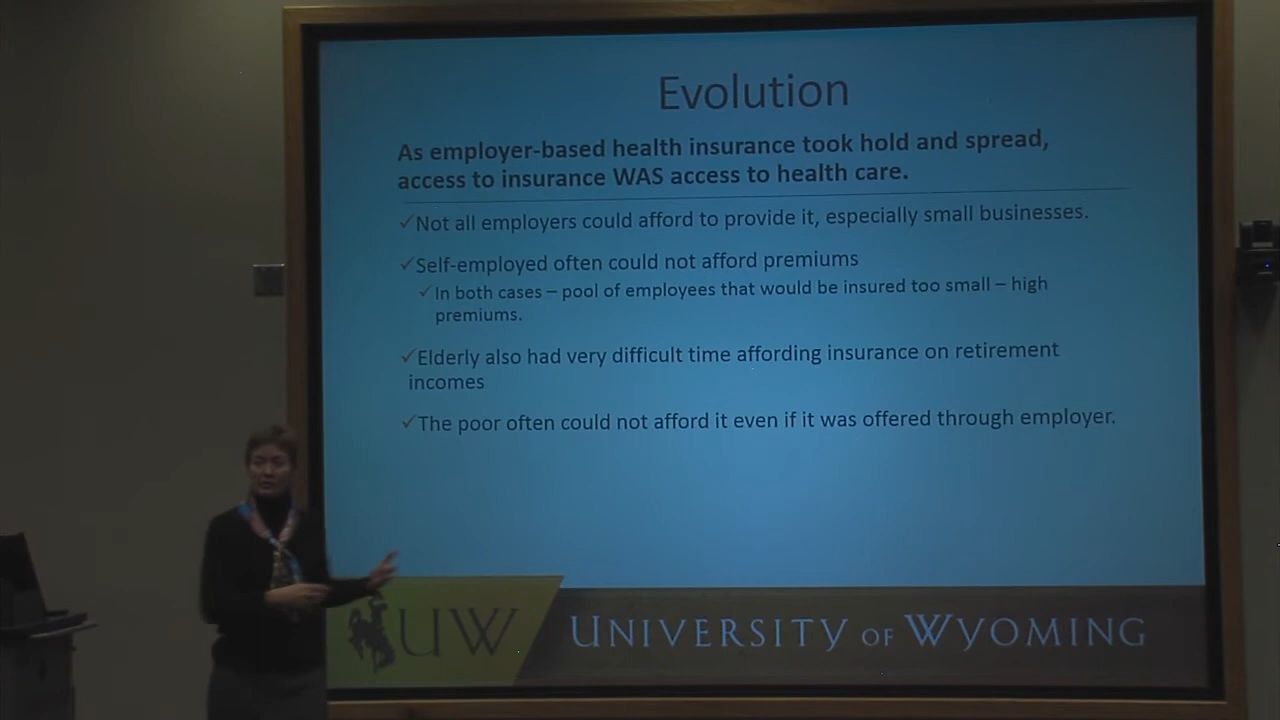 Evolution
As employer-based health insurance took hold and spread,
access to insurance WAS access to health care.
Not all employers could afford to provide it, especially small businesses.
Self-employed often could not afford premiums
In both cases – pool of employees that would be insured too small – high
premiums.
Elderly also had very difficult time affording insurance on retirement
incomes
The poor often could not afford it even if it was offered through employer.
UW UNIVERSITY OF WYOMING